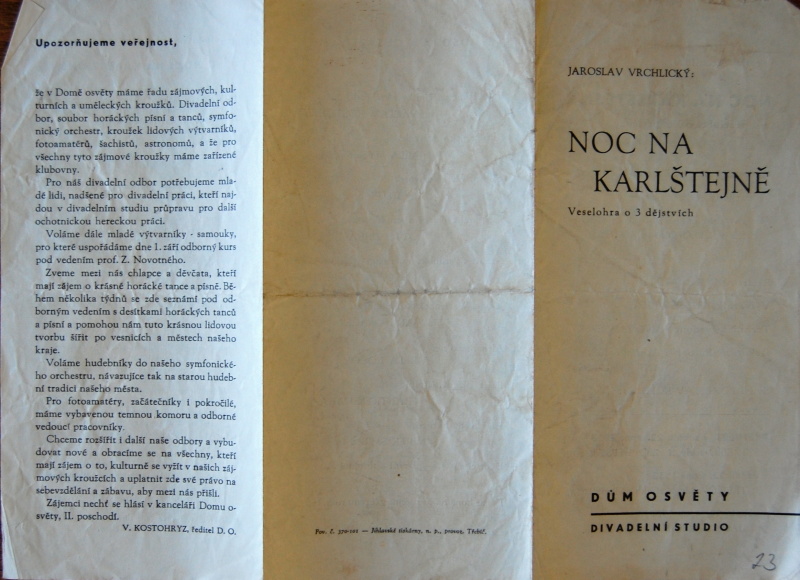 Upozorňujeme veřejnost,
že v Domě osvěty máme řadu zájmových, kul-
turních a uměleckých kroužků. Divadelní od-
bor, soubor horáckých písní a tanců, symfo-
nický orchestr, kroužek lidových výtvarníků,
fotoamatérů, šachistů, astronomů, a že pro
všechny tyto zájmové kroužky máme zařízené
klubovny.
Pro náš divadelní odbor potřebujeme mla-
dé lidi, nadšené pro divadelní práci, kteří naj-
dou v divadelním studiu průpravu pro další
ochotnickou hereckou práci.
Voláme dále mladé výtvarníky - samouky,
pro které uspořádáme dne 1. září odborný kurs
pod vedením prof. Z. Novotného.
Zveme mezi nás chlapce a děvčata, kteří
mají zájem o krásné horácké tance a písně. Bě-
hem několika týdnů se zde seznámí pod od-
borným vedením s desítkami horáckých tanců
a písní a pomohou nám tuto krásnou lidovou
tvorbu šířit po vesnicích a městech našeho
kraje.
Voláme hudebníky do našeho symfonické-
ho orchestru, navazujíce tak na starou hudeb-
ní tradici našeho města.
Pro fotoamatéry, začátečníky i pokročilé,
máme vybavenou temnou komoru a odborné
vedoucí pracovníky.
Chceme rozšířit i další naše odbory a vybu-
dovat nové a obracíme se na všechny, kteří
mají zájem o to, kulturně se vyžít v našich záj-
mových kroužcích a uplatnit zde své právo na
sebevzdělání a zábavu, aby mezi nás přišli.
Zájemci nechť se hlásí v kanceláři Domu o-
světy, II. poschodí.
V. KOSTOHRYZ, ředitel D. O.
Pov. č. — Jihlavské tiskárny, n. p., provoz. Třebíč.
JAROSLAV VRCHLICKÝ:
NOC NA
KARLŠTEJNĚ
Veselohra o 3 dějstvích
DŮM OSVĚTY
DIVADELNÍ STUDIO
23